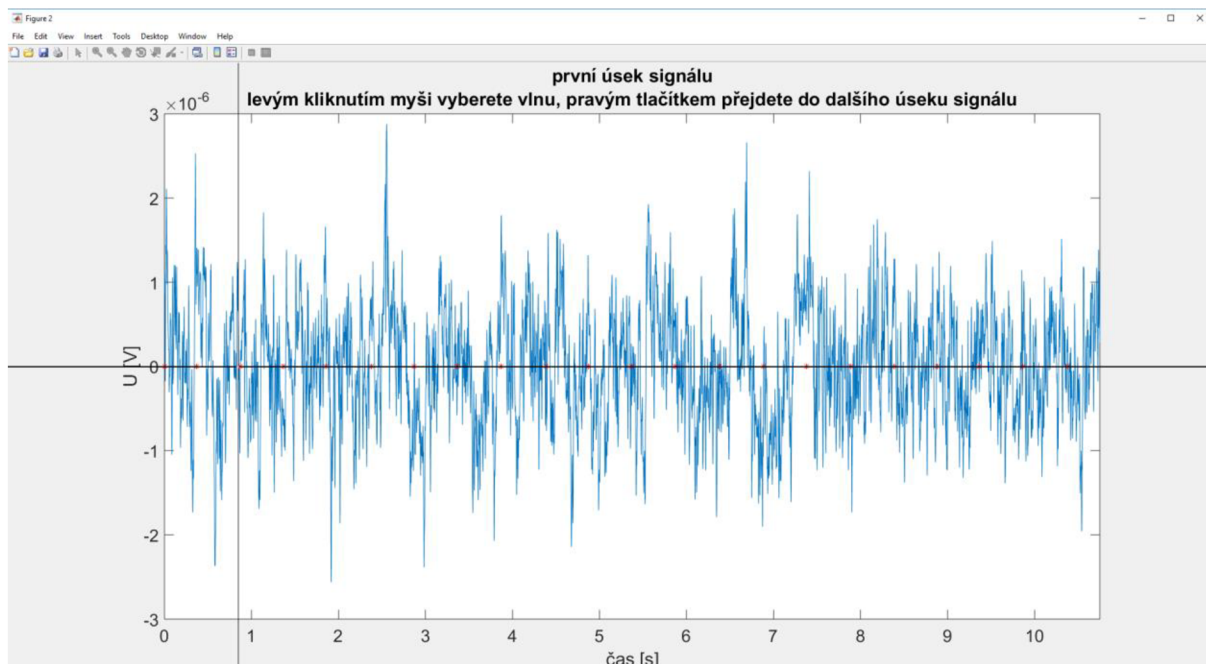 Figure 2
File Edit View Insert Tools Desktop Window Help
první úsek signálu
levým kliknutím myši vyberete vlnu, pravým tlačítkem přejdete do dalšího úseku signálu
×10-6
3
2
1
0
-1
-2
-3
U [V]
0 1 2 3 4 5 6 7 8 9 10
čas [s]